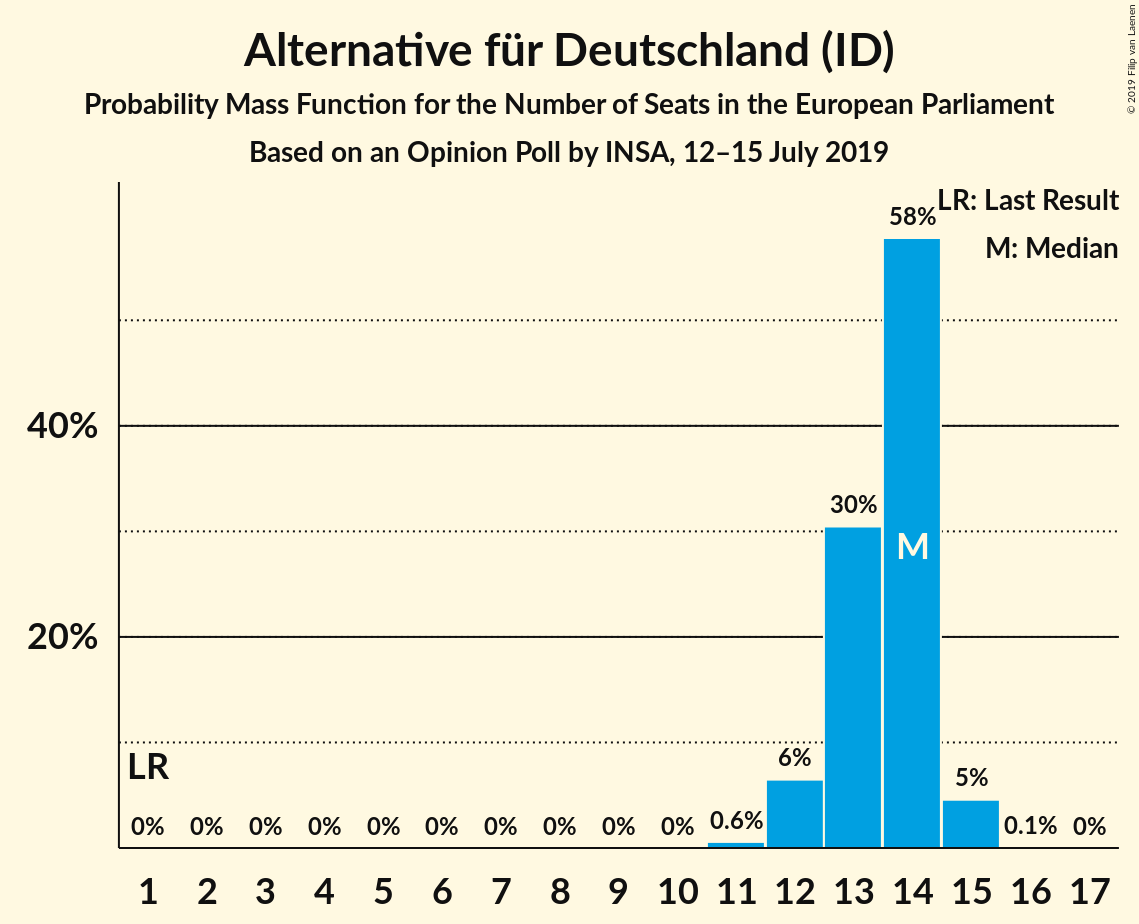 Alternative für Deutschland (ID)
Probability Mass Function for the Number of Seats in the European Parliament
Based on an Opinion Poll by INSA, 12–15 July 2019
© 2019 Filip van Laenen
LR: Last Result
M: Median
58%
40%
30%
M
20%
LR
6%
5%
0% 0% 0% 0% 0% 0% 0% 0% 0% 0% 0.6% 0.1% 0%
1 2 3 4 5 6 7 8 9 10 11 12 13 14 15 16 17